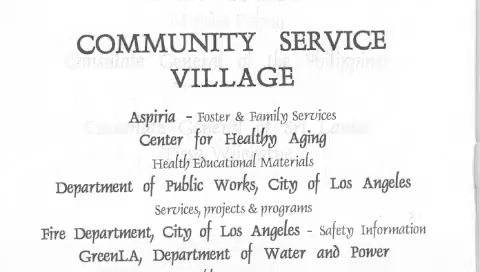 COMMUNITY SERVICE
VILLAGE
Aspiria - Foster & Family Services
Center for Healthy Aging
Health Educational Materials
Department of Public Works, City of Los Angeles
Services, projects & programs
Fire Department, City of Los Angeles - Safety Information
GreenLA, Department of Water and Power